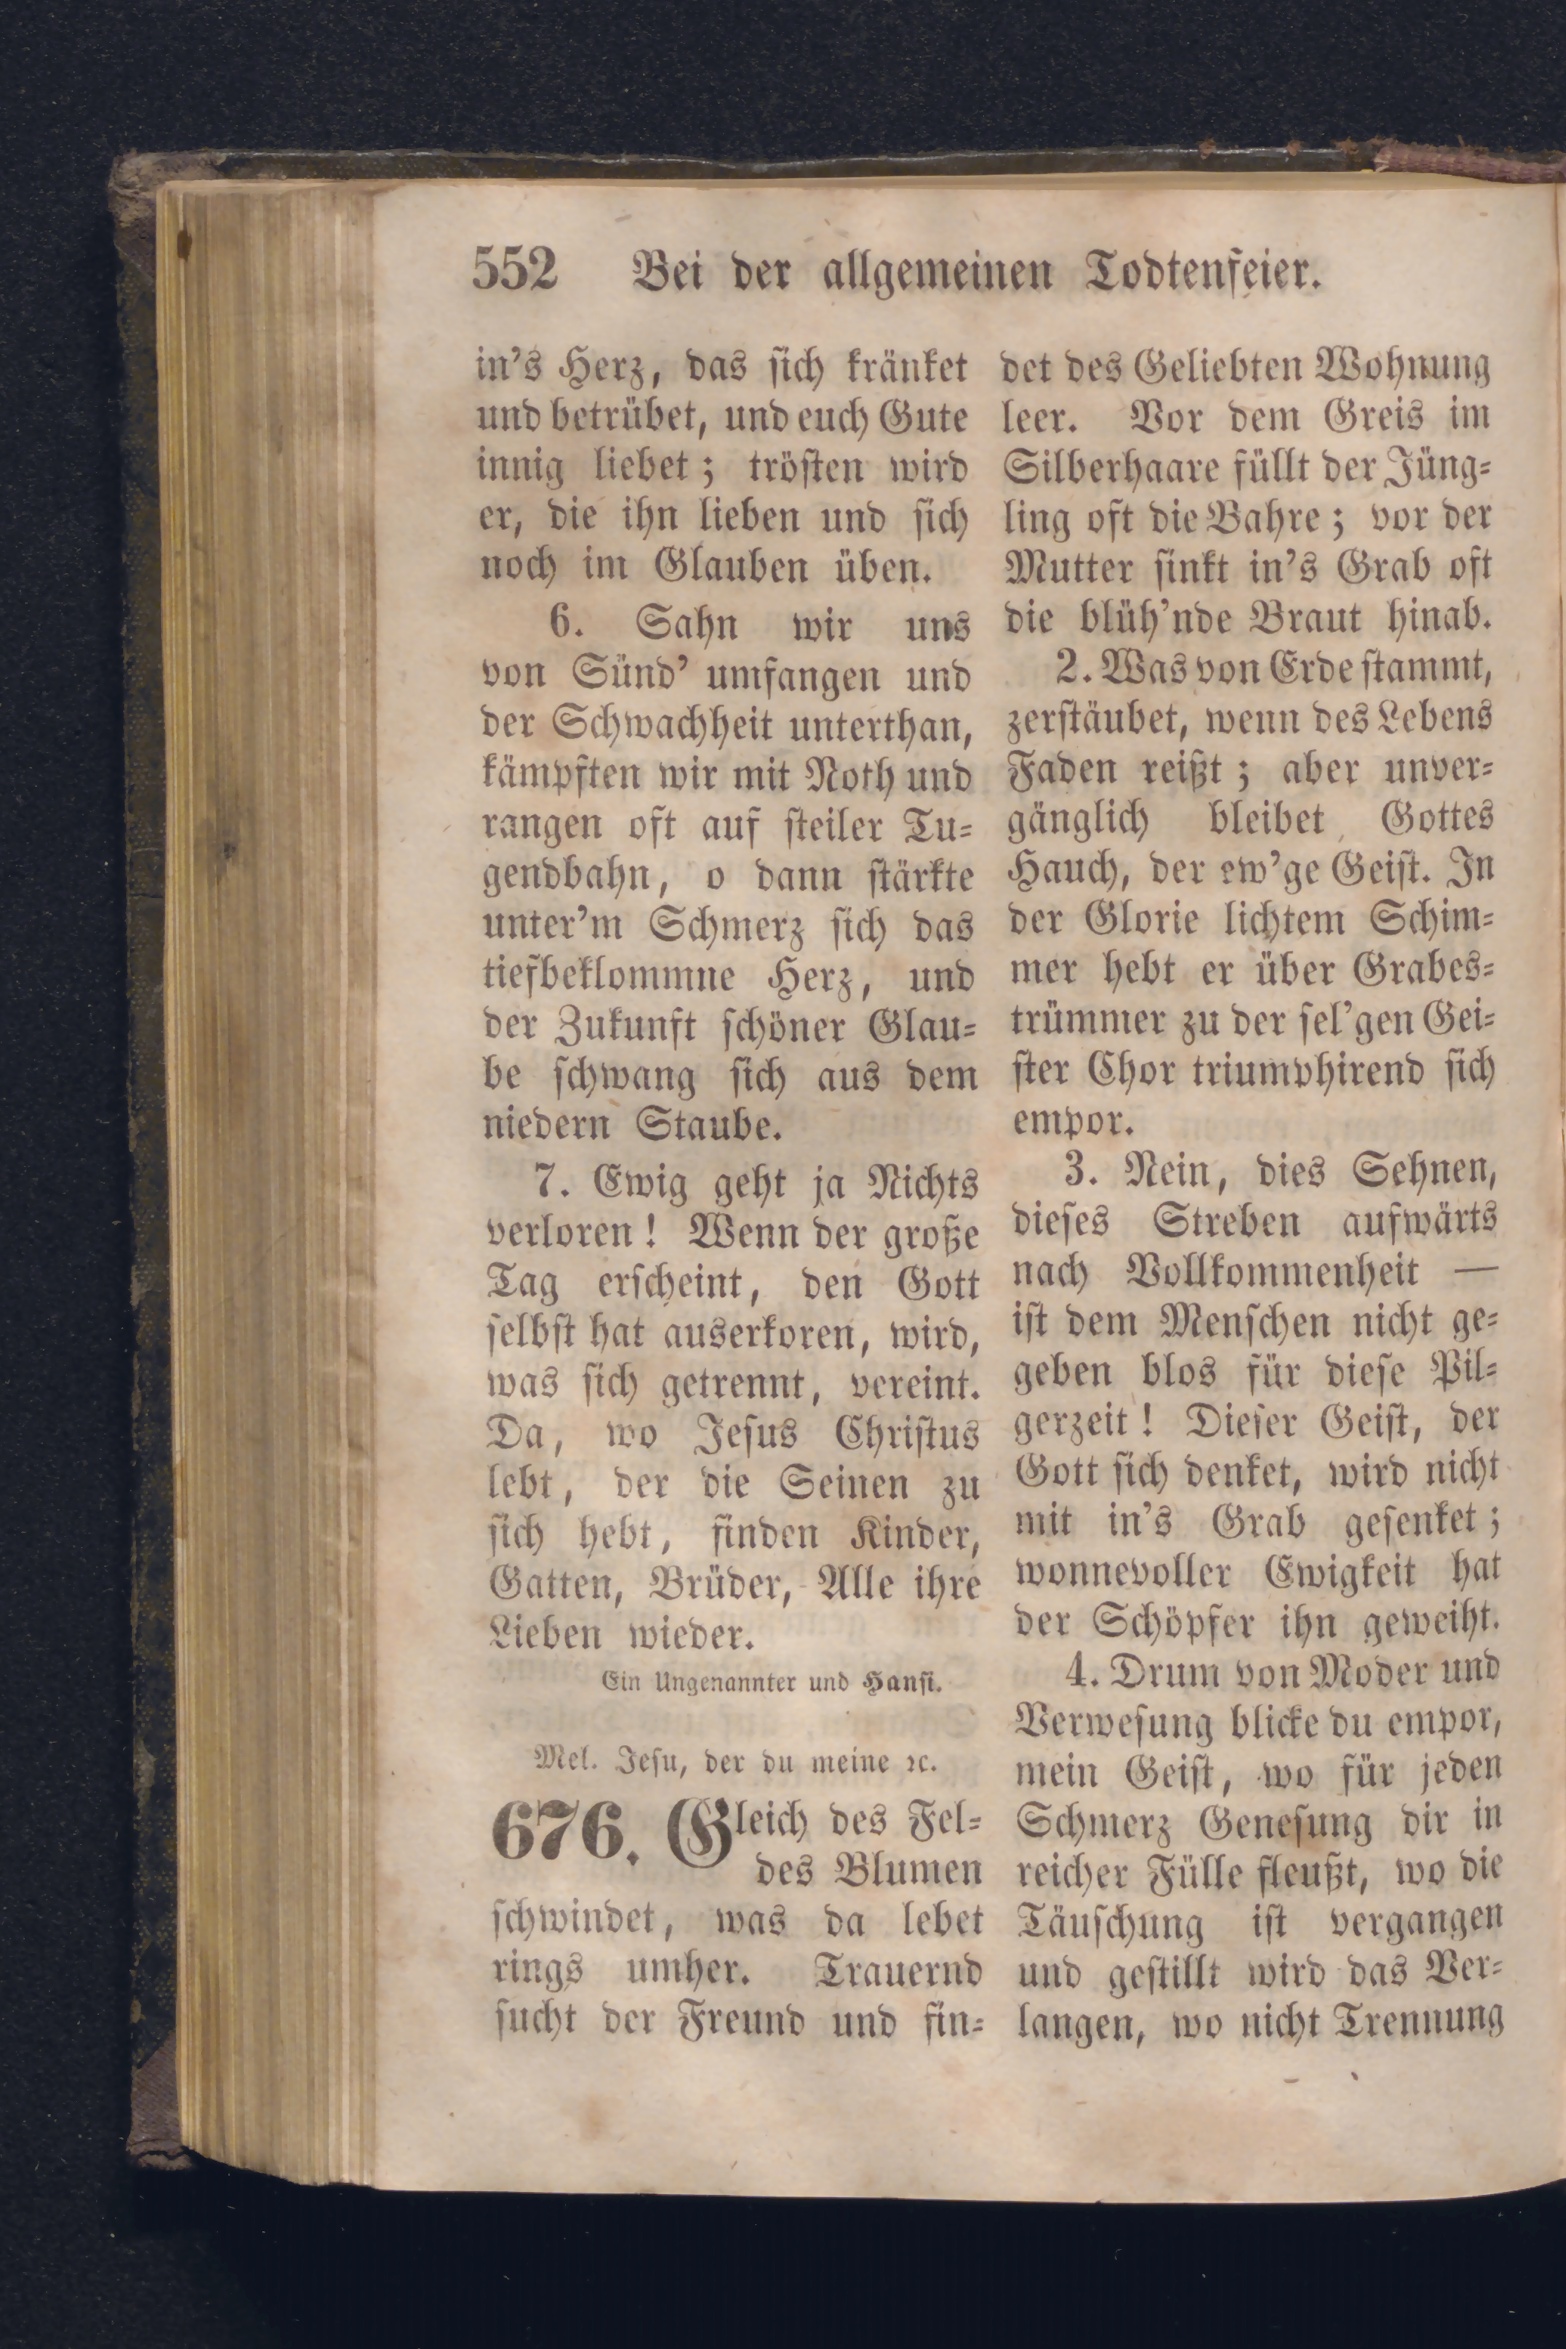 552 Bei der allgemeinen Todtenfeier.
in's Herz, das ſich kränket
und betrübet, und euch Gute
innig liebet; tröſten wird
er, die ihn lieben und ſich
noch im Glauben üben.
6. Sahn wir uns
von Sünd' umfangen und
der Schwachheit unterthan,
kämpften wir mit Noth und
rangen oft auf ſteiler Tu-
gendbahn, o dann ſtärkte
unter'm Schmerz ſich das
tiefbeklommne Herz, und
der Zukunft ſchöner Glau-
be ſchwang ſich aus dem
niedern Staube.
7. Ewig geht ja Nichts
verloren! Wenn der große
Tag erſcheint, den Gott
ſelbſt hat auserkoren, wird,
was ſich getrennt, vereint.
Da, wo Jeſus Chriſtus
lebt, der die Seinen zu
ſich hebt, finden Kinder,
Gatten, Brüder, Alle ihre
Lieben wieder.
Ein Ungenannter und Hanſi.
Mel. Jeſu, der du meine ꝛc.
676. Gleich des Fel-
des Blumen
ſchwindet, was da lebet
rings umher. Trauernd
ſucht der Freund und fin-
det des Geliebten Wohnung
leer. Vor dem Greis im
Silberhaare füllt der Jüng-
ling oft die Bahre; vor der
Mutter ſinkt in's Grab oft
die blüh'nde Braut hinab.
2. Was von Erde ſtammt,
zerſtäubet, wenn des Lebens
Faden reißt; aber unver-
gänglich bleibet Gottes
Hauch, der ew'ge Geiſt. In
der Glorie lichtem Schim-
mer hebt er über Grabes-
trümmer zu der ſel'gen Gei-
ſter Chor triumphirend ſich
empor.
3. Nein, dies Sehnen,
dieſes Streben aufwärts
nach Vollkommenheit —
iſt dem Menſchen nicht ge-
geben blos für dieſe Pil-
gerzeit! Dieſer Geiſt, der
Gott ſich denket, wird nicht
mit in's Grab geſenket;
wonnevoller Ewigkeit hat
der Schöpfer ihn geweiht.
4. Drum von Moder und
Verweſung blicke du empor,
mein Geiſt, wo für jeden
Schmerz Geneſung dir in
reicher Fülle fleußt, wo die
Täuſchung iſt vergangen
und geſtillt wird das Ver-
langen, wo nicht Trennung